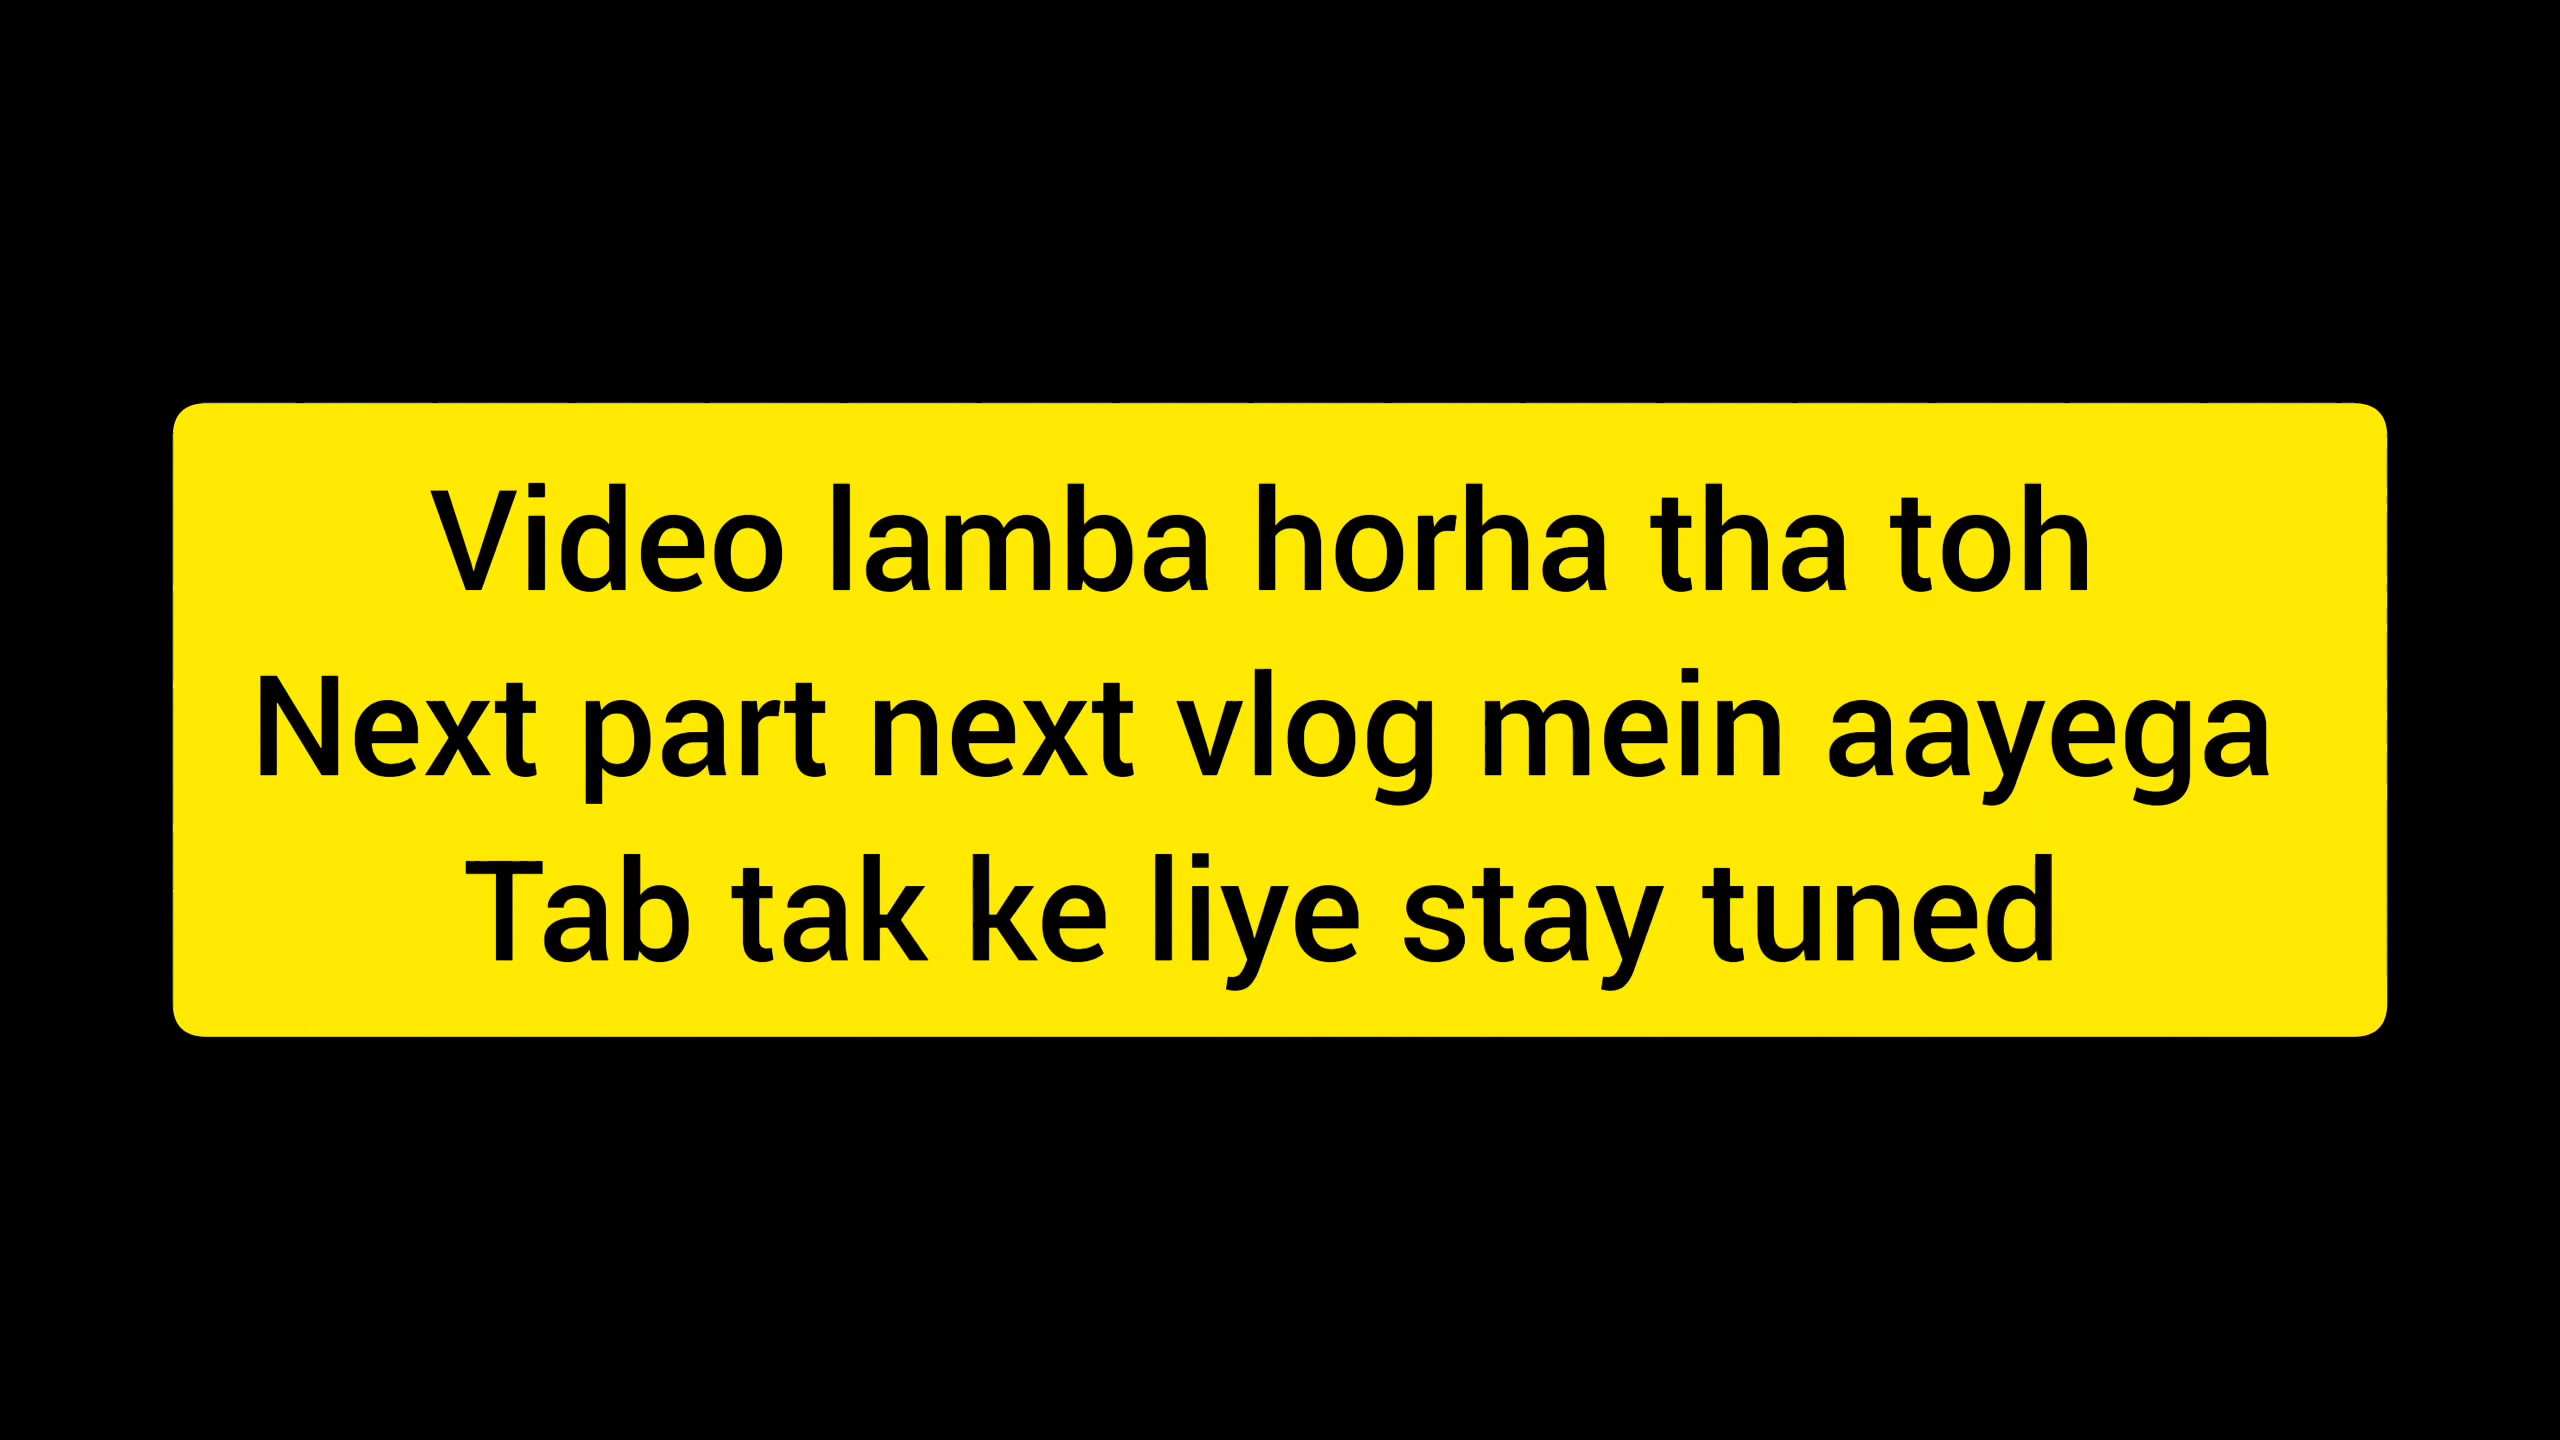 Video lamba horha tha toh
Next part next vlog mein aayega
Tab tak ke liye stay tuned